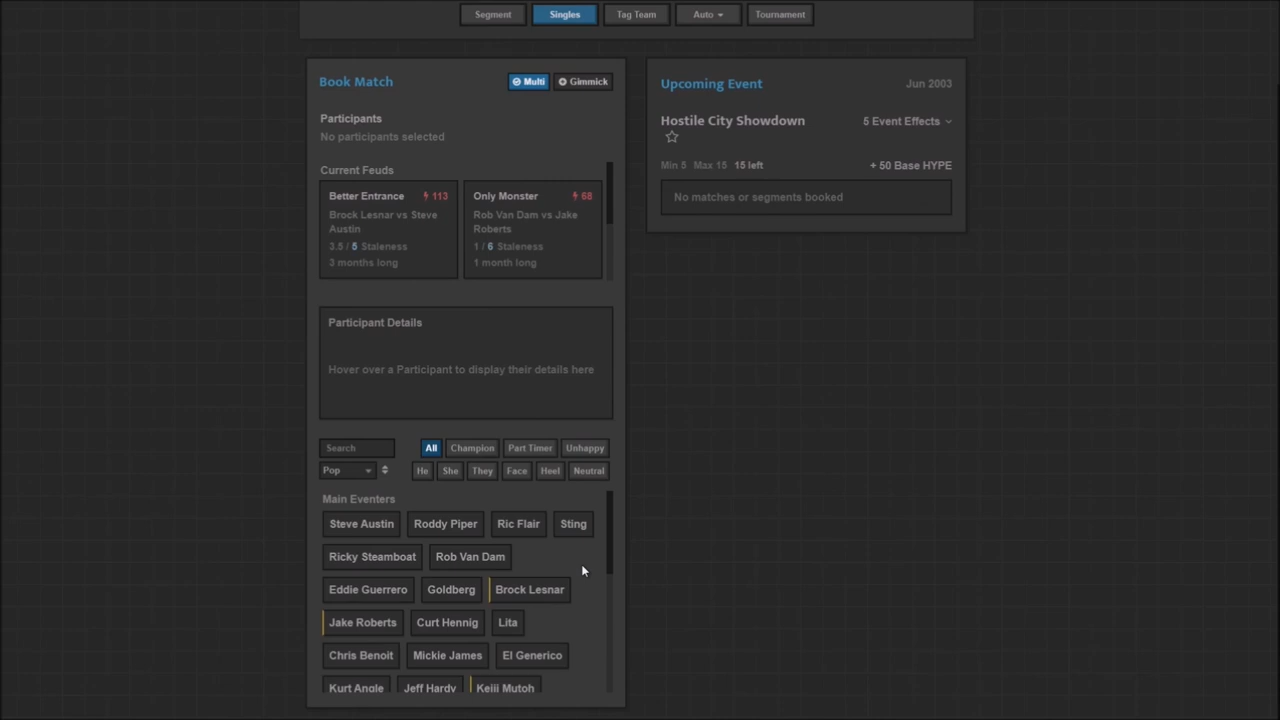 Segment Singles Tag Team Auto Tournament
Book Match
Multi Gimmick
Participants
No participants selected
Current Feuds
Better Entrance 113
Brock Lesnar vs Steve
Austin
3.5 / 5 Staleness
3 months long
Only Monster 68
Rob Van Dam vs Jake
Roberts
1 / 6 Staleness
1 month long
Participant Details
Hover over a Participant to display their details here
Search
All Champion Part Timer Unhappy
Pop
He She They Face Heel Neutral
Main Eventers
Steve Austin Roddy Piper Ric Flair Sting
Ricky Steamboat Rob Van Dam
Eddie Guerrero Goldberg Brock Lesnar
Jake Roberts Curt Hennig Lita
Chris Benoit Mickie James El Generico
Kurt Angle Jeff Hardy Keiji Mutoh
Upcoming Event Jun 2003
Hostile City Showdown 5 Event Effects
Min 5 Max 15 15 left + 50 Base HYPE
No matches or segments booked